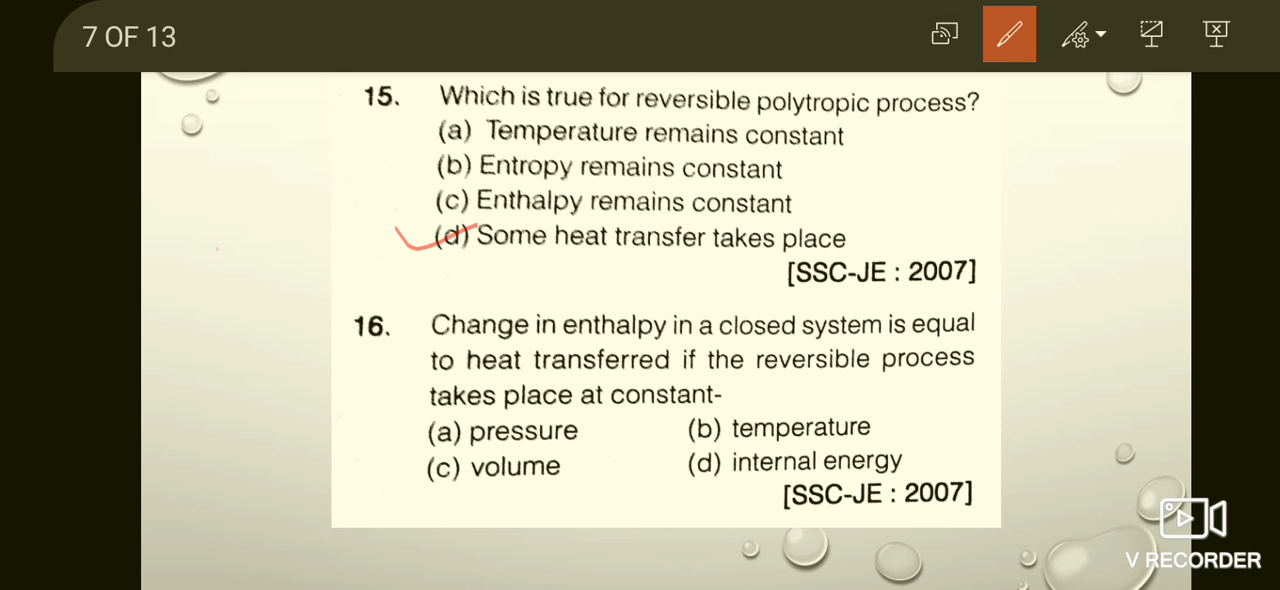 7 OF 13
15. Which is true for reversible polytropic process?
(a) Temperature remains constant
(b) Entropy remains constant
(c) Enthalpy remains constant
(d) Some heat transfer takes place
[SSC-JE : 2007]
16. Change in enthalpy in a closed system is equal
to heat transferred if the reversible process
takes place at constant-
(a) pressure (b) temperature
(c) volume (d) internal energy
[SSC-JE : 2007]
V RECORDER